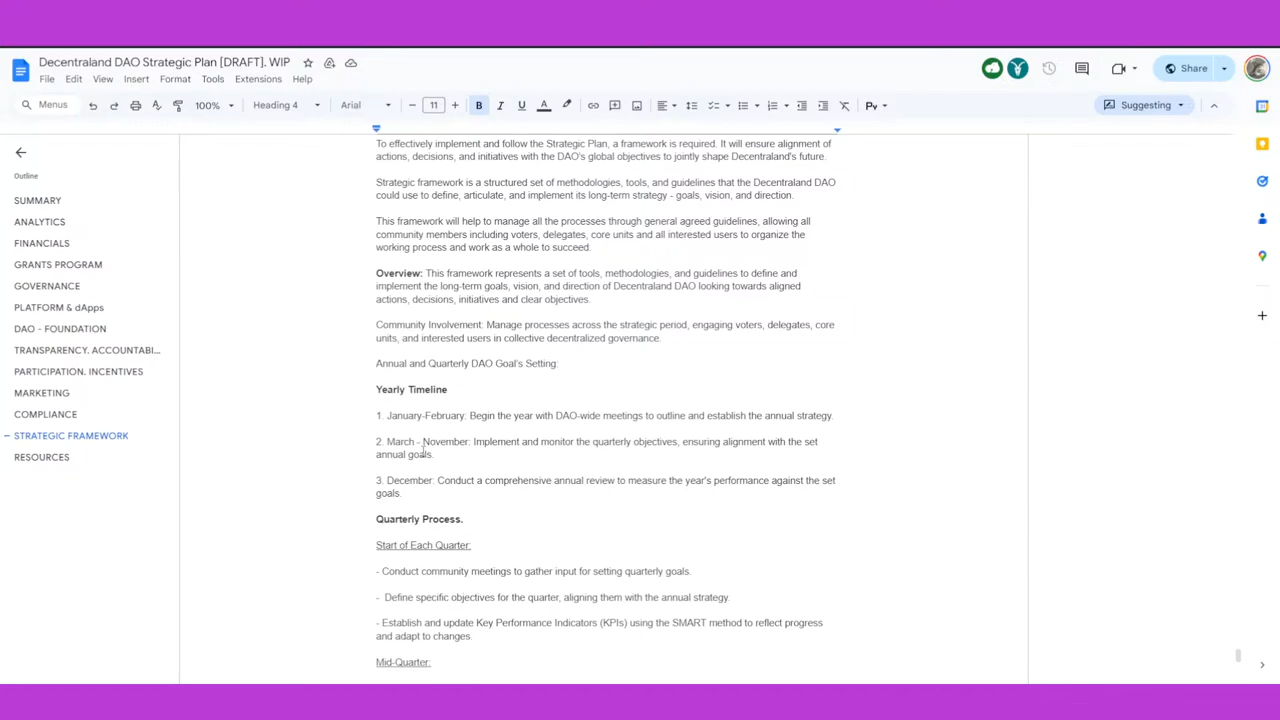 Decentraland DAO Strategic Plan [DRAFT]. WIP
File Edit View Insert Format Tools Extensions Help
Share
Menus 100% Heading 4 Arial 11 B I U A Suggesting
Outline
SUMMARY
ANALYTICS
FINANCIALS
GRANTS PROGRAM
GOVERNANCE
PLATFORM & dApps
DAO - FOUNDATION
TRANSPARENCY. ACCOUNTABI...
PARTICIPATION. INCENTIVES
MARKETING
COMPLIANCE
STRATEGIC FRAMEWORK
RESOURCES
To effectively implement and follow the Strategic Plan, a framework is required. It will ensure alignment of
actions, decisions, and initiatives with the DAO's global objectives to jointly shape Decentraland's future.
Strategic framework is a structured set of methodologies, tools, and guidelines that the Decentraland DAO
could use to define, articulate, and implement its long-term strategy - goals, vision, and direction.
This framework will help to manage all the processes through general agreed guidelines, allowing all
community members including voters, delegates, core units and all interested users to organize the
working process and work as a whole to succeed.
Overview: This framework represents a set of tools, methodologies, and guidelines to define and
implement the long-term goals, vision, and direction of Decentraland DAO looking towards aligned
actions, decisions, initiatives and clear objectives.
Community Involvement: Manage processes across the strategic period, engaging voters, delegates, core
units, and interested users in collective decentralized governance.
Annual and Quarterly DAO Goal's Setting:
Yearly Timeline
1. January-February: Begin the year with DAO-wide meetings to outline and establish the annual strategy.
2. March - November: Implement and monitor the quarterly objectives, ensuring alignment with the set
annual goals.
3. December: Conduct a comprehensive annual review to measure the year's performance against the set
goals.
Quarterly Process.
Start of Each Quarter:
- Conduct community meetings to gather input for setting quarterly goals.
- Define specific objectives for the quarter, aligning them with the annual strategy.
- Establish and update Key Performance Indicators (KPIs) using the SMART method to reflect progress
and adapt to changes.
Mid-Quarter: